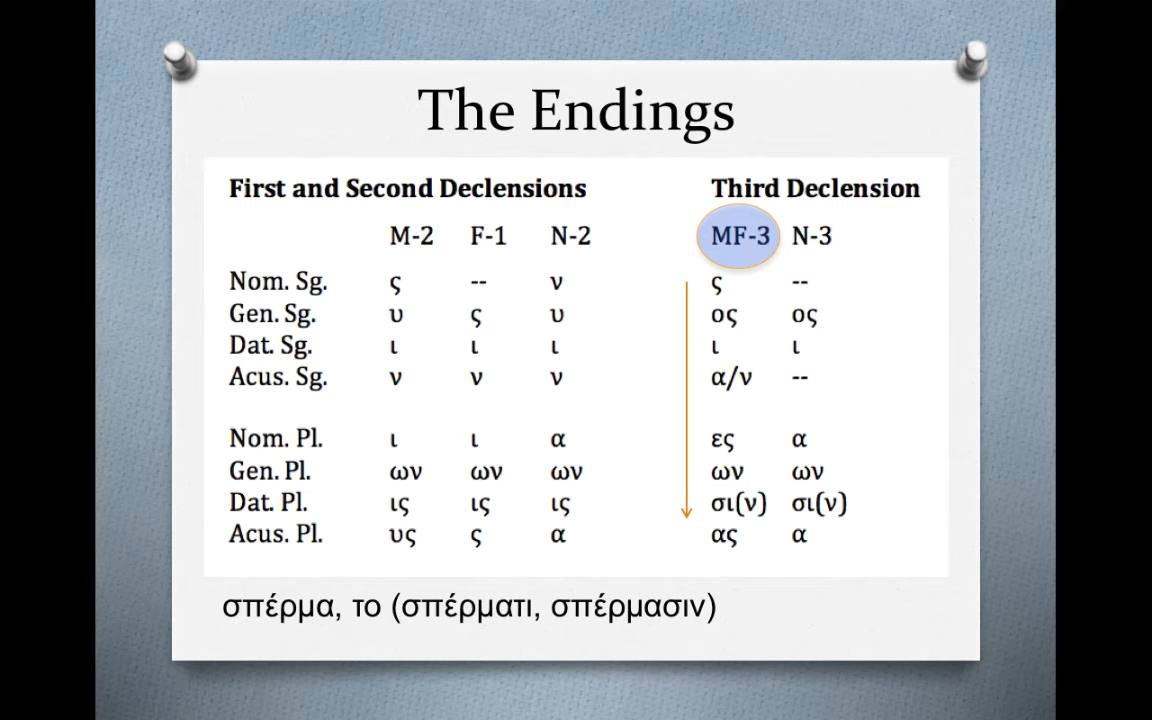 The Endings
First and Second Declensions Third Declension
M-2 F-1 N-2 MF-3 N-3
Nom. Sg. ς -- ν ς --
Gen. Sg. υ ς υ ος ος
Dat. Sg. ι ι ι ι ι
Acus. Sg. ν ν ν α/ν --
Nom. Pl. ι ι α ες α
Gen. Pl. ων ων ων ων ων
Dat. Pl. ις ις ις σι(ν) σι(ν)
Acus. Pl. υς ς α ας α
σπέρμα, το (σπέρματι, σπέρμασιν)